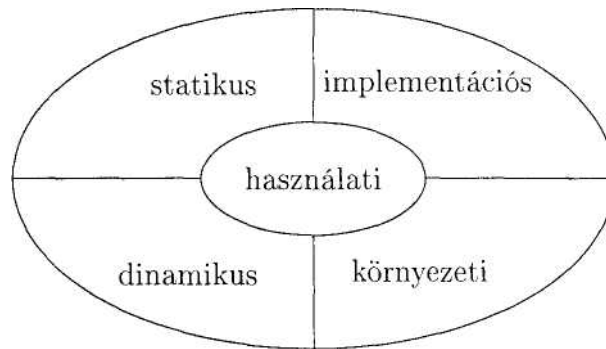 statikus
implementációs
használati
dinamikus
környezeti